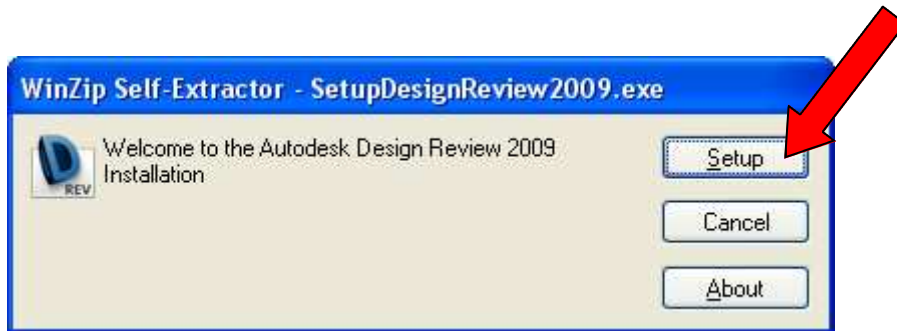 WinZip Self-Extractor - SetupDesignReview2009.exe
Welcome to the Autodesk Design Review 2009
Installation
REV
Setup
Cancel
About